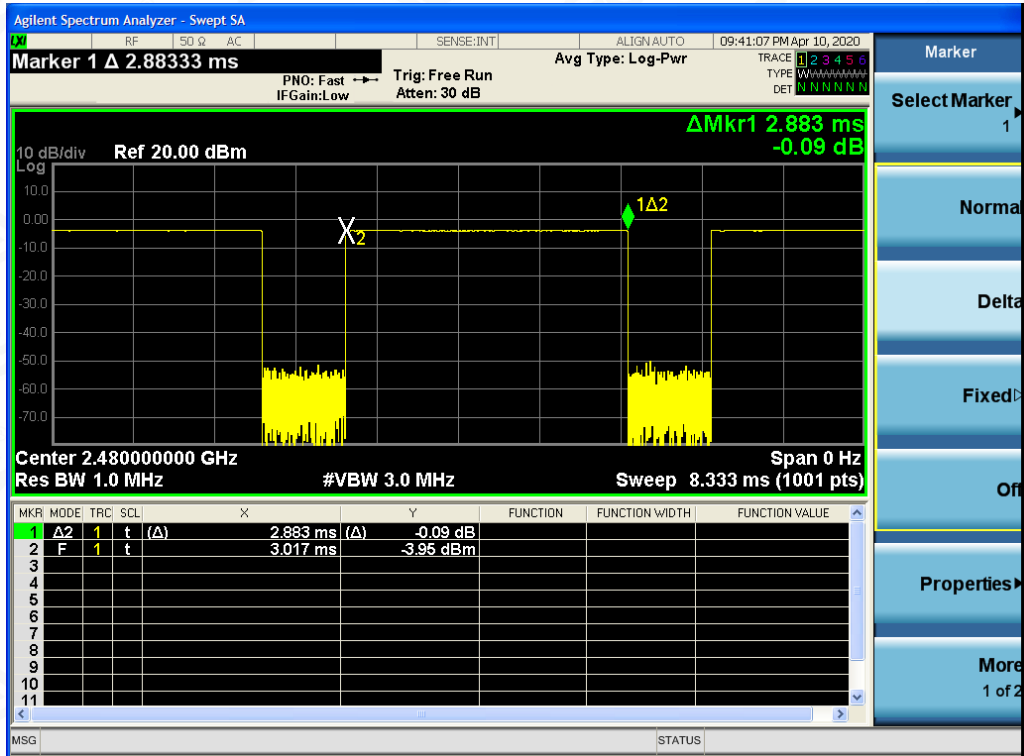 Agilent Spectrum Analyzer - Swept SA
LXI RF 50 Ω AC SENSE:INT ALIGN AUTO 09:41:07 PM Apr 10, 2020
Marker 1 Δ 2.88333 ms
PNO: Fast
IFGain:Low
Trig: Free Run
Atten: 30 dB
Avg Type: Log-Pwr
TRACE 1 2 3 4 5 6
TYPE W
DET N N N N N N
ΔMkr1 2.883 ms
-0.09 dB
10 dB/div Ref 20.00 dBm
Log
10.0
0.00
-10.0
-20.0
-30.0
-40.0
-50.0
-60.0
-70.0
X2
1Δ2
Center 2.480000000 GHz Span 0 Hz
Res BW 1.0 MHz #VBW 3.0 MHz Sweep 8.333 ms (1001 pts)
MKR MODE TRC SCL X Y FUNCTION FUNCTION WIDTH FUNCTION VALUE
1 Δ2 1 t (Δ) 2.883 ms (Δ) -0.09 dB
2 F 1 t 3.017 ms -3.95 dBm
3
4
5
6
7
8
9
10
11
MSG STATUS
Marker
Select Marker
1
Normal
Delta
Fixed
Off
Properties
More
1 of 2